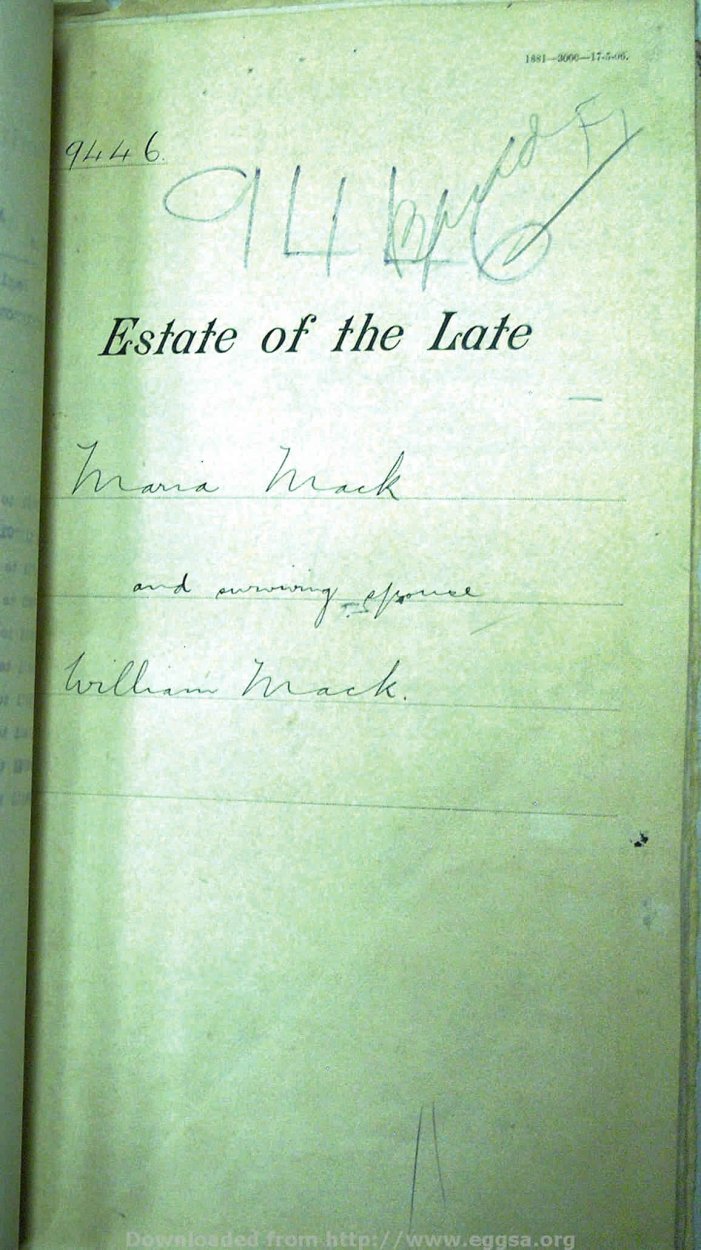 1681—3000—17-5-06.
9446.
9446
Estate of the Late
Maria Mack
and surviving spouse
William Mack.
Downloaded from http://www.eggsa.org